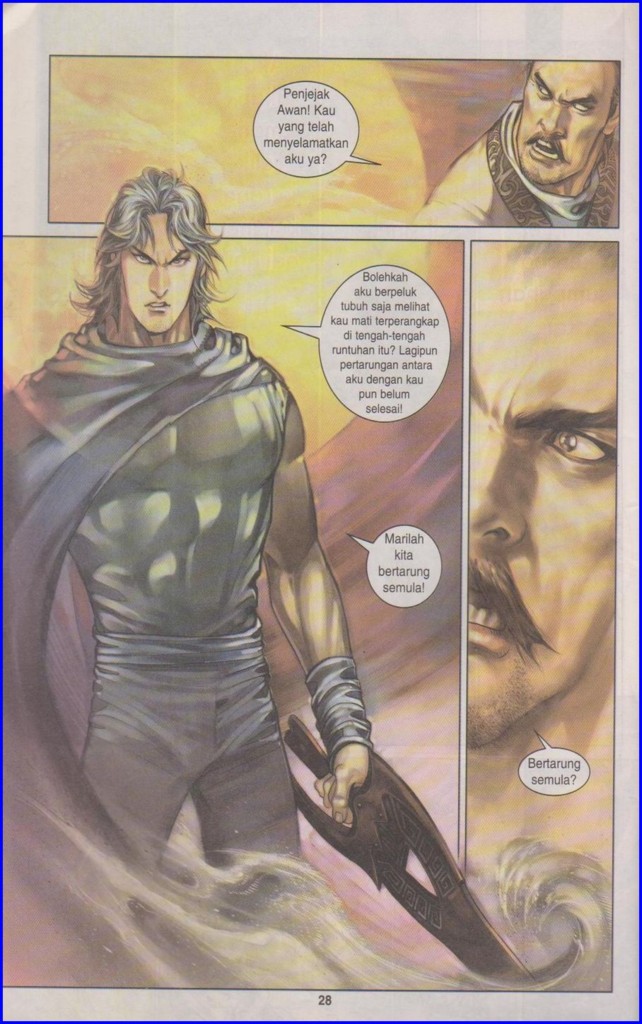 Penjejak
Awan! Kau
yang telah
menyelamatkan
aku ya?
Bolehkah
aku berpeluk
tubuh saja melihat
kau mati terperangkap
di tengah-tengah
runtuhan itu? Lagipun
pertarungan antara
aku dengan kau
pun belum
selesai!
Marilah
kita
bertarung
semula!
Bertarung
semula?
28